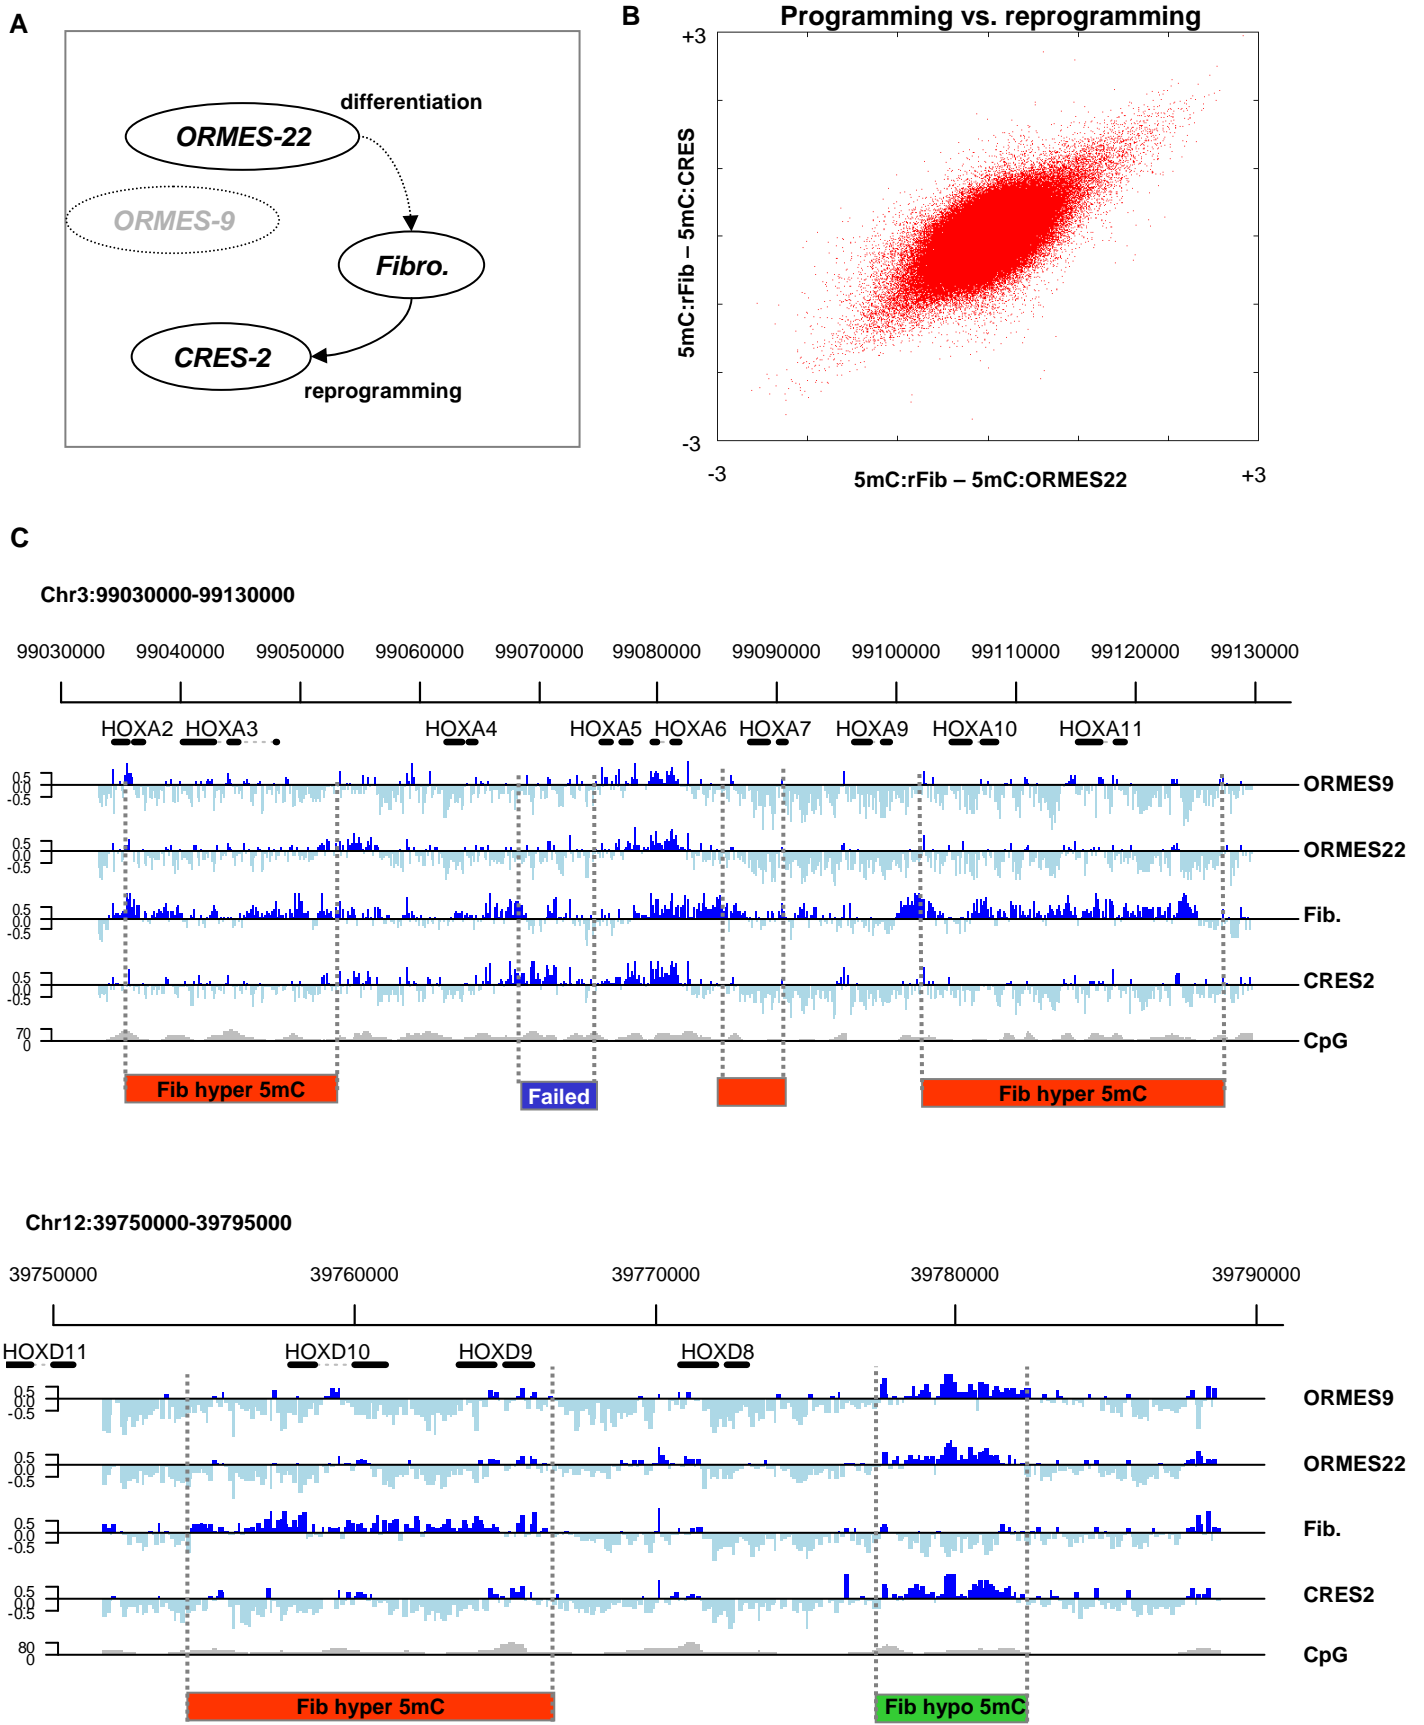 A
differentiation
ORMES-22
ORMES-9
Fibro.
CRES-2
reprogramming
B
Programming vs. reprogramming
+3
5mC:rFib – 5mC:CRES
-3
-3
+3
5mC:rFib – 5mC:ORMES22
C
Chr3:99030000-99130000
99030000 99040000 99050000 99060000 99070000 99080000 99090000 99100000 99110000 99120000 99130000
HOXA2 HOXA3 HOXA4 HOXA5 HOXA6 HOXA7 HOXA9 HOXA10 HOXA11
0.5
0.0
-0.5
ORMES9
0.5
0.0
-0.5
ORMES22
0.5
0.0
-0.5
Fib.
0.5
0.0
-0.5
CRES2
70
0
CpG
Fib hyper 5mC
Failed
Fib hyper 5mC
Chr12:39750000-39795000
39750000 39760000 39770000 39780000 39790000
HOXD11 HOXD10 HOXD9 HOXD8
0.5
0.0
-0.5
ORMES9
0.5
0.0
-0.5
ORMES22
0.5
0.0
-0.5
Fib.
0.5
0.0
-0.5
CRES2
80
0
CpG
Fib hyper 5mC
Fib hypo 5mC